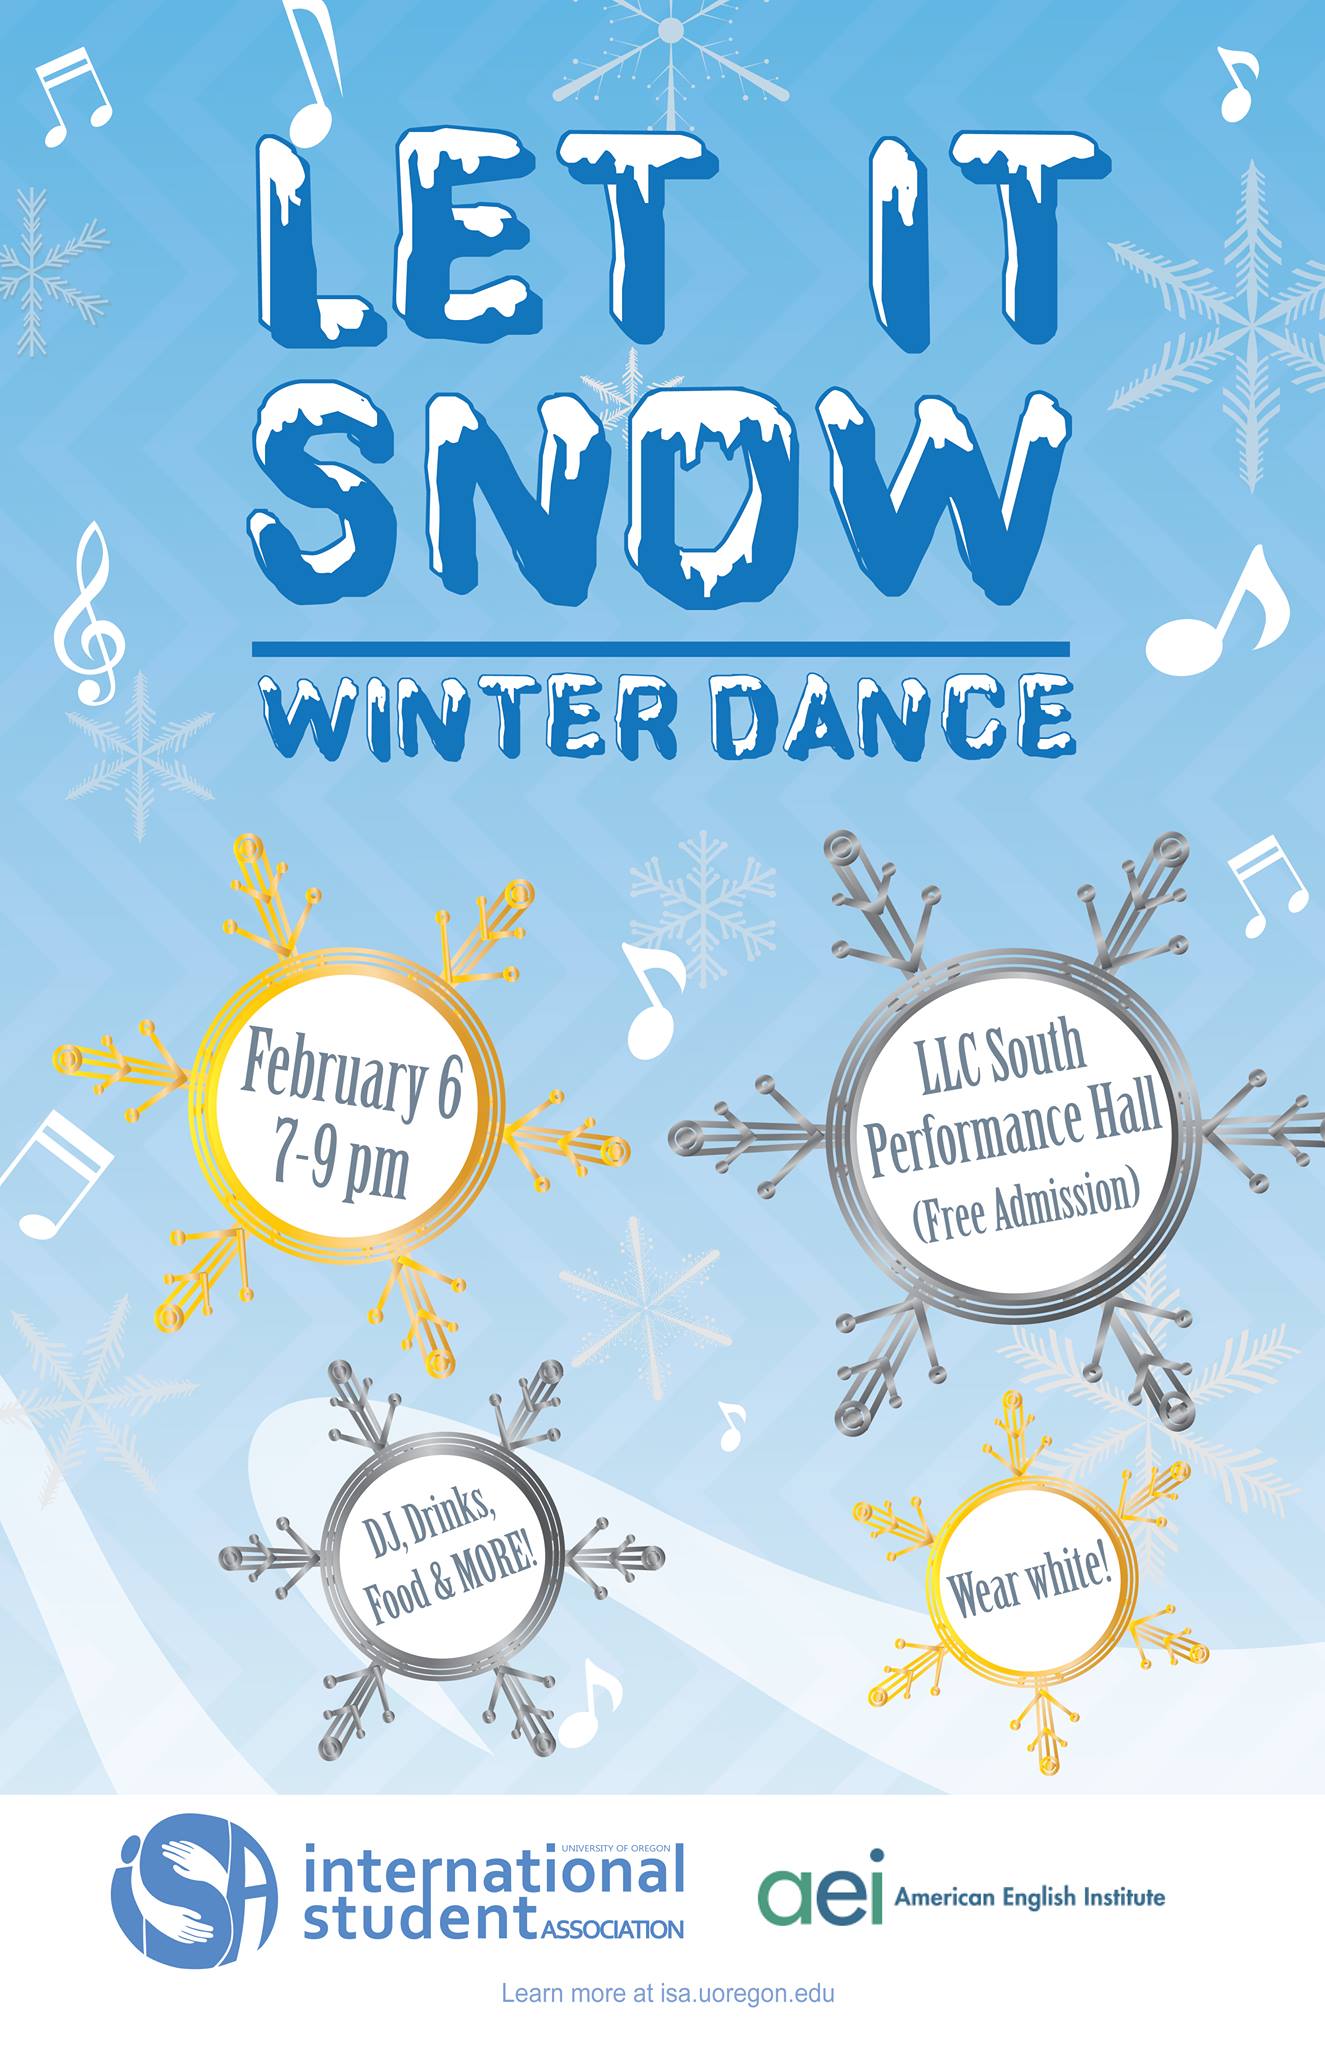 LET IT
SNOW
WINTER DANCE
February 6
7-9 pm
LLC South
Performance Hall
(Free Admission)
DJ, Drinks,
Food & MORE!
Wear white!
iSA
UNIVERSITY OF OREGON
international
student ASSOCIATION
aei American English Institute
Learn more at isa.uoregon.edu